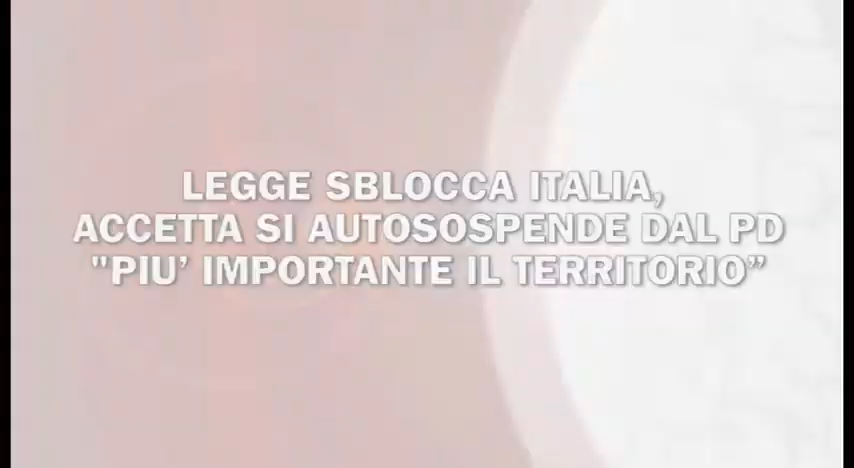 LEGGE SBLOCCA ITALIA,
ACCETTA SI AUTOSOSPENDE DAL PD
"PIU’ IMPORTANTE IL TERRITORIO”